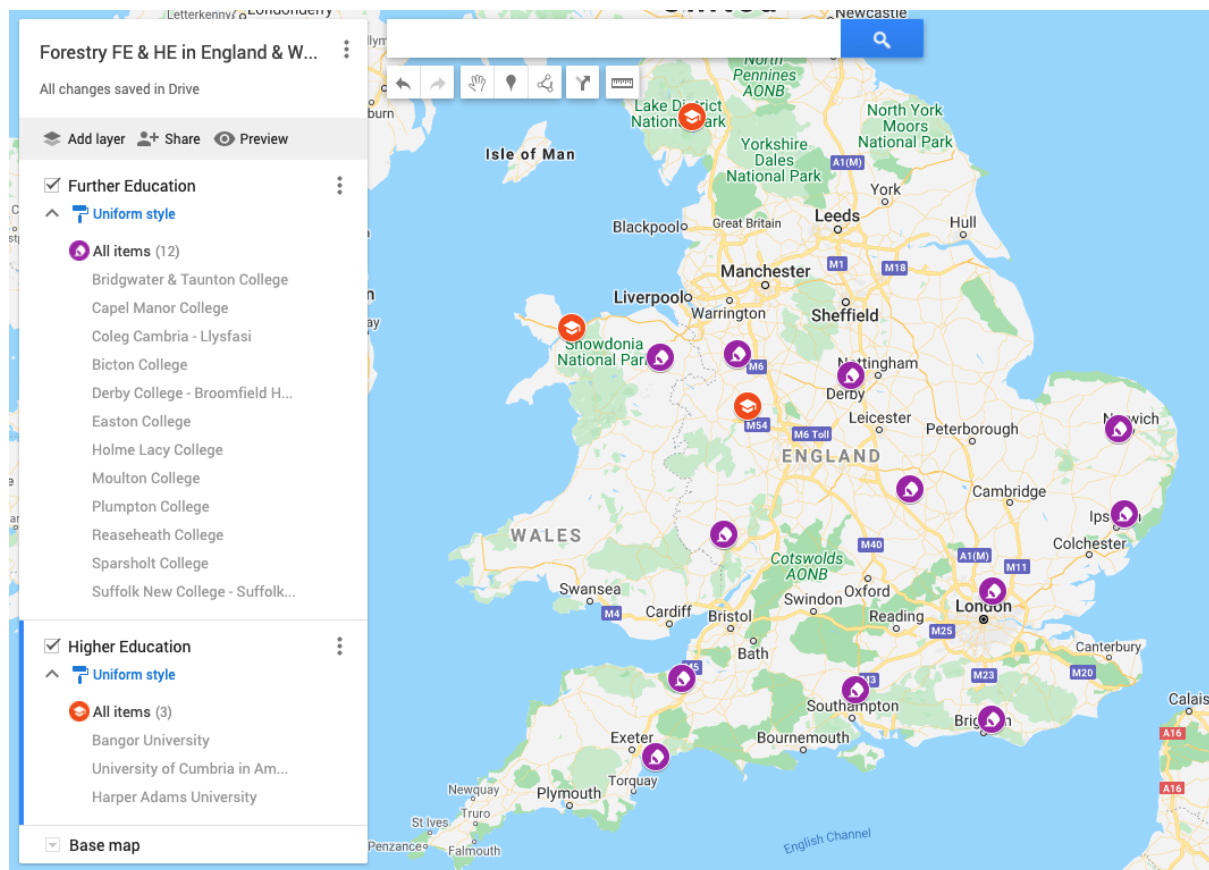 Forestry FE & HE in England & W...
All changes saved in Drive
Add layer Share Preview
Further Education
Uniform style
All items (12)
Bridgwater & Taunton College
Capel Manor College
Coleg Cambria - Llysfasi
Bicton College
Derby College - Broomfield H...
Easton College
Holme Lacy College
Moulton College
Plumpton College
Reaseheath College
Sparsholt College
Suffolk New College - Suffolk...
Higher Education
Uniform style
All items (3)
Bangor University
University of Cumbria in Am...
Harper Adams University
Base map
Letterkenny
Newcastle
North
Pennines
AONB
Lake District
National Park
North York
Moors
National Park
Isle of Man
Yorkshire
Dales
National Park
A1(M)
York
Leeds
Blackpool
Great Britain
Hull
M1
M18
Manchester
Liverpool
Warrington
Sheffield
Snowdonia
National Park
M6
Nottingham
Derby
M54
M6 Toll
Leicester
Peterborough
Norwich
ENGLAND
Cambridge
WALES
Colchester
Cotswolds
AONB
M40
A1(M)
M11
Swansea
M4
Cardiff
Bristol
Swindon
Oxford
Reading
London
M25
Bath
Canterbury
M5
M3
M23
M20
Southampton
Calais
A16
Exeter
Bournemouth
Torquay
Newquay
Plymouth
A16
Truro
St Ives
Penzance
Falmouth
English Channel